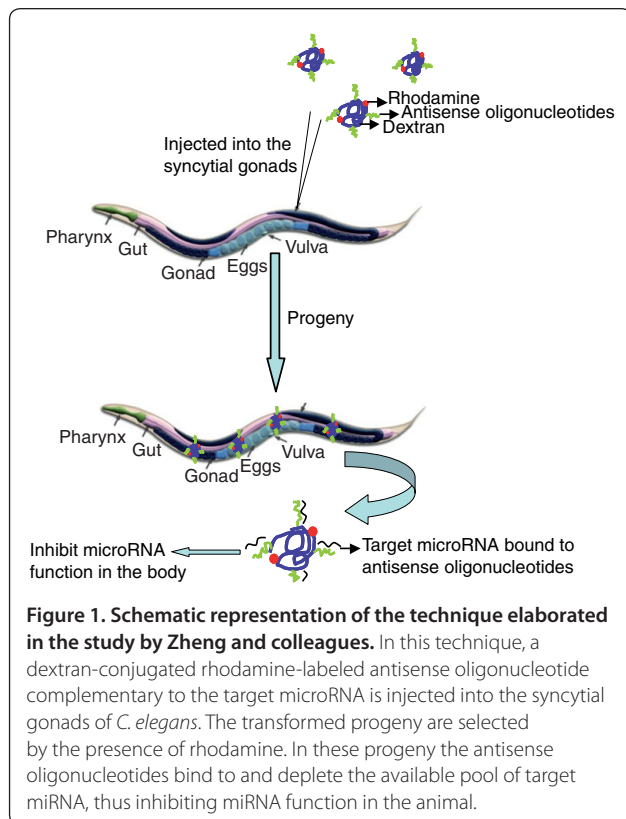 Rhodamine
Antisense oligonucleotides
Dextran
Injected into the
syncytial gonads
Pharynx
Gut
Gonad
Eggs
Vulva
Progeny
Pharynx
Gut
Gonad
Eggs
Vulva
Inhibit microRNA
function in the body
Target microRNA bound to
antisense oligonucleotides
Figure 1. Schematic representation of the technique elaborated
in the study by Zheng and colleagues. In this technique, a
dextran-conjugated rhodamine-labeled antisense oligonucleotide
complementary to the target microRNA is injected into the syncytial
gonads of C. elegans. The transformed progeny are selected
by the presence of rhodamine. In these progeny the antisense
oligonucleotides bind to and deplete the available pool of target
miRNA, thus inhibiting miRNA function in the animal.